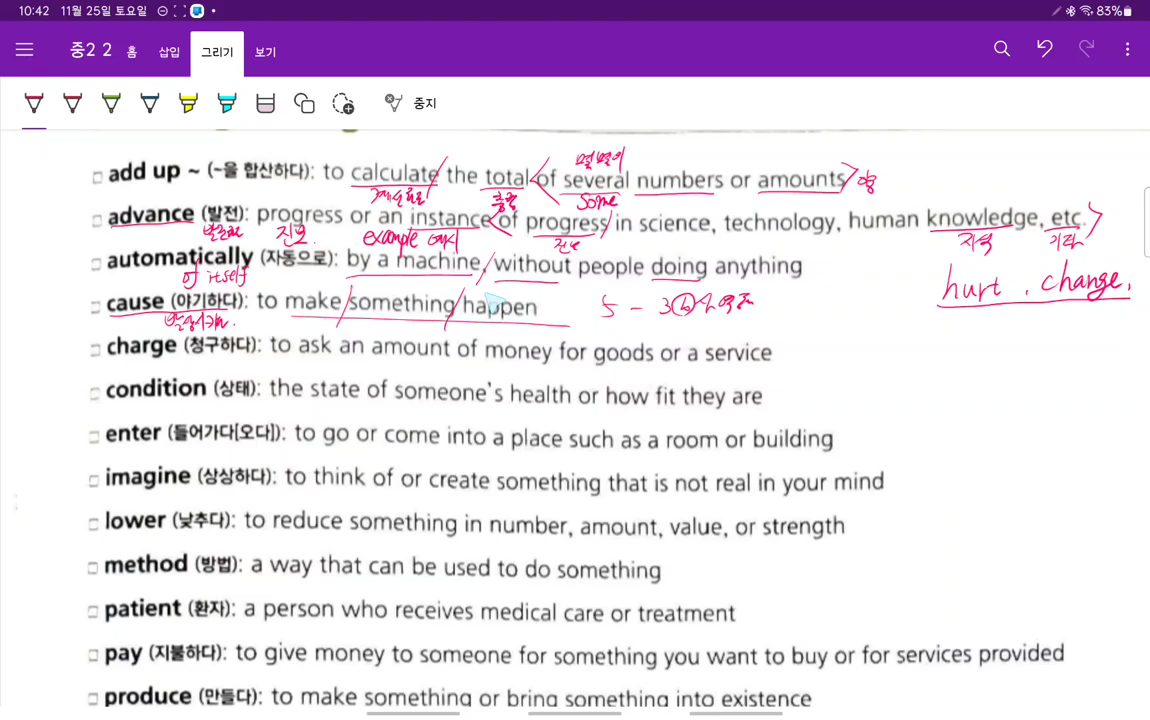 10:42 11월 25일 토요일 83%
중2 2 홈 삽입 그리기 보기
중지
몇몇이
add up ~ (~을 합산하다): to calculate the total of several numbers or amounts 양
some
advance (발전): progress or an instance of progress in science, technology, human knowledge, etc.
진보 example 진보 지식 기타
automatically (자동으로): by a machine, without people doing anything
of itself
hurt, change,
cause (야기하다): to make something happen
charge (청구하다): to ask an amount of money for goods or a service
condition (상태): the state of someone's health or how fit they are
enter (들어가다[오다]): to go or come into a place such as a room or building
imagine (상상하다): to think of or create something that is not real in your mind
lower (낮추다): to reduce something in number, amount, value, or strength
method (방법): a way that can be used to do something
patient (환자): a person who receives medical care or treatment
pay (지불하다): to give money to someone for something you want to buy or for services provided
produce (만들다): to make something or bring something into existence